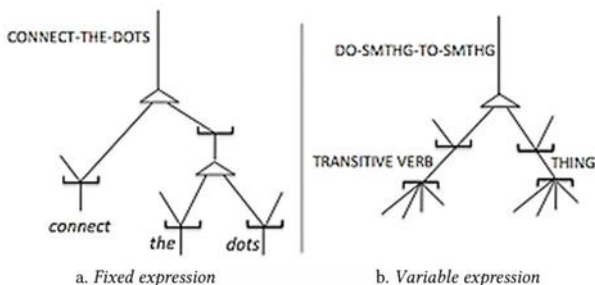 CONNECT-THE-DOTS
connect
the
dots
a. Fixed expression
DO-SMTHG-TO-SMTHG
TRANSITIVE VERB
THING
b. Variable expression